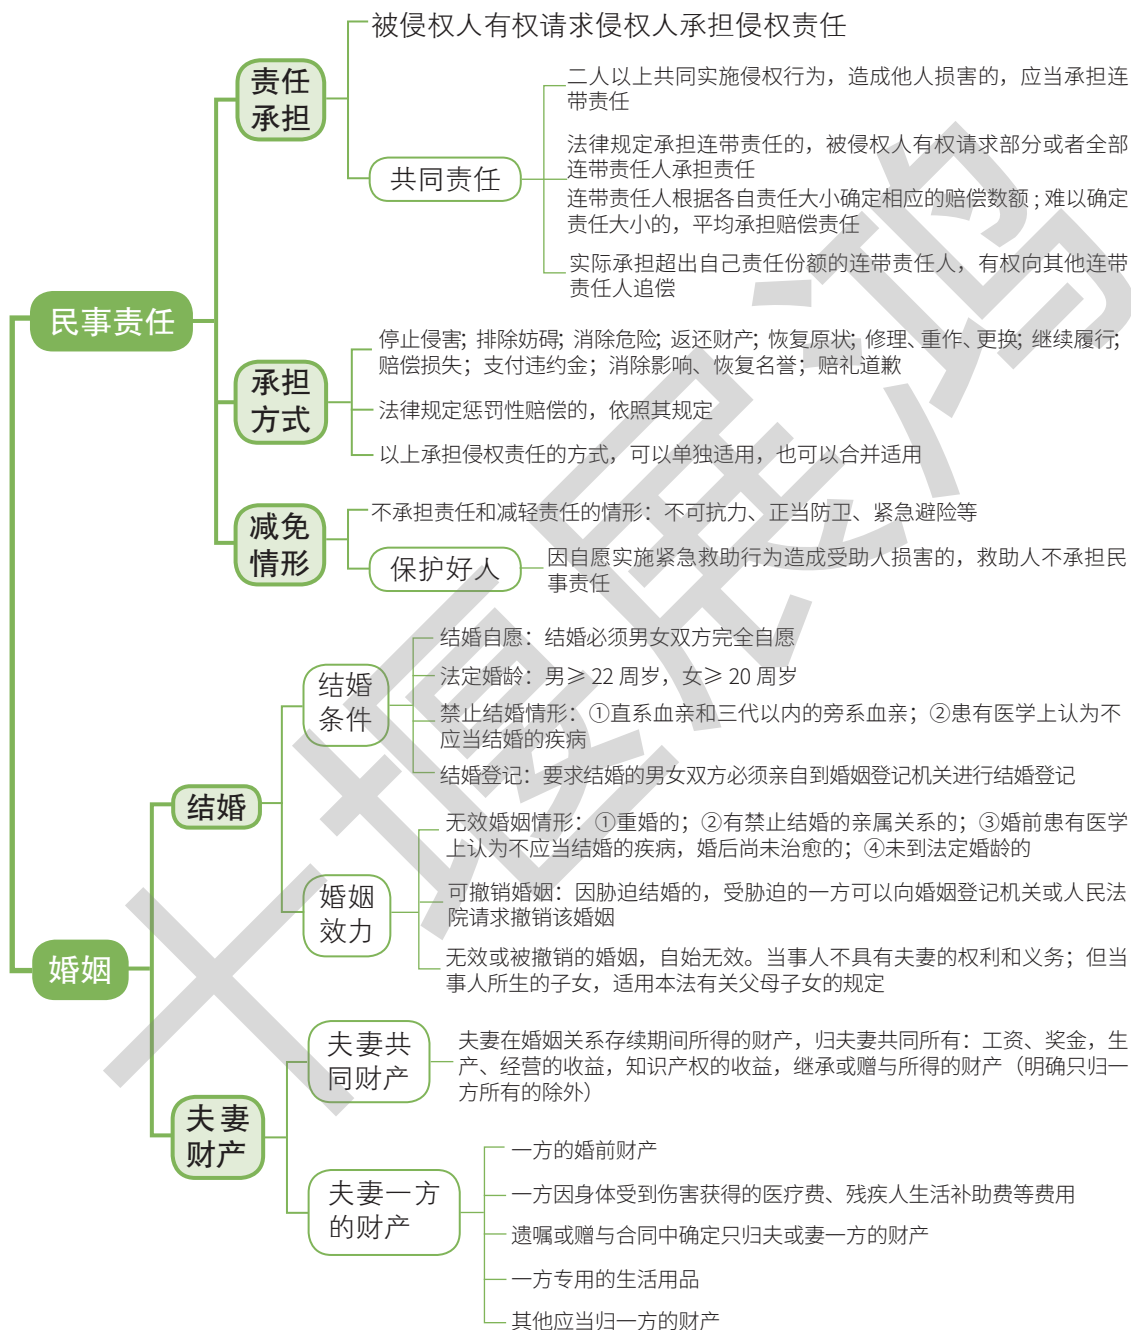 被侵权人有权请求侵权人承担侵权责任
责任
承担
二人以上共同实施侵权行为，造成他人损害的，应当承担连
带责任
法律规定承担连带责任的，被侵权人有权请求部分或者全部
连带责任人承担责任
共同责任
连带责任人根据各自责任大小确定相应的赔偿数额；难以确定
责任大小的，平均承担赔偿责任
实际承担超出自己责任份额的连带责任人，有权向其他连带
责任人追偿
民事责任
停止侵害；排除妨碍；消除危险；返还财产；恢复原状；修理、重作、更换；继续履行；
赔偿损失；支付违约金；消除影响、恢复名誉；赔礼道歉
承担
方式
法律规定惩罚性赔偿的，依照其规定
以上承担侵权责任的方式，可以单独适用，也可以合并适用
减免
情形
不承担责任和减轻责任的情形：不可抗力、正当防卫、紧急避险等
保护好人
因自愿实施紧急救助行为造成受助人损害的，救助人不承担民
事责任
结婚自愿：结婚必须男女双方完全自愿
结婚
条件
法定婚龄：男≥ 22 周岁，女≥ 20 周岁
禁止结婚情形：①直系血亲和三代以内的旁系血亲；②患有医学上认为不
应当结婚的疾病
结婚登记：要求结婚的男女双方必须亲自到婚姻登记机关进行结婚登记
结婚
无效婚姻情形：①重婚的；②有禁止结婚的亲属关系的；③婚前患有医学
上认为不应当结婚的疾病，婚后尚未治愈的；④未到法定婚龄的
婚姻
效力
可撤销婚姻：因胁迫结婚的，受胁迫的一方可以向婚姻登记机关或人民法
院请求撤销该婚姻
无效或被撤销的婚姻，自始无效。当事人不具有夫妻的权利和义务；但当
事人所生的子女，适用本法有关父母子女的规定
婚姻
夫妻共
同财产
夫妻在婚姻关系存续期间所得的财产，归夫妻共同所有：工资、奖金，生
产、经营的收益，知识产权的收益，继承或赠与所得的财产（明确只归一
方所有的除外）
夫妻
财产
一方的婚前财产
夫妻一方
的财产
一方因身体受到伤害获得的医疗费、残疾人生活补助费等费用
遗嘱或赠与合同中确定只归夫或妻一方的财产
一方专用的生活用品
其他应当归一方的财产
十堰展鸿